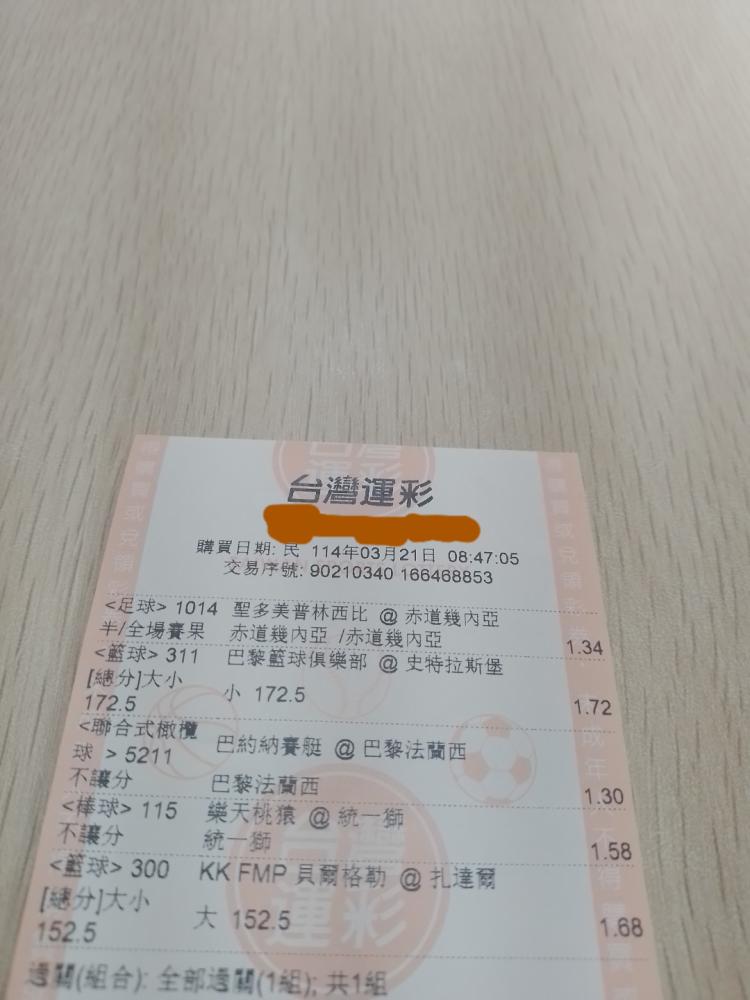 台灣運彩
購買日期: 民 114年03月21日 08:47:05
交易序號: 90210340 166468853
<足球> 1014 聖多美普林西比 @ 赤道幾內亞
半/全場賽果 赤道幾內亞 /赤道幾內亞 1.34
<籃球> 311 巴黎籃球俱樂部 @ 史特拉斯堡
[總分]大小 小 172.5
172.5 1.72
<聯合式橄欖
球 > 5211 巴約納賽艇 @ 巴黎法蘭西
不讓分 巴黎法蘭西 1.30
<棒球> 115 樂天桃猿 @ 統一獅
不讓分 統一獅 1.58
<籃球> 300 KK FMP 貝爾格勒 @ 扎達爾
[總分]大小 大 152.5
152.5 1.68
過關(組合): 全部過關(1組); 共1組
台灣
運彩